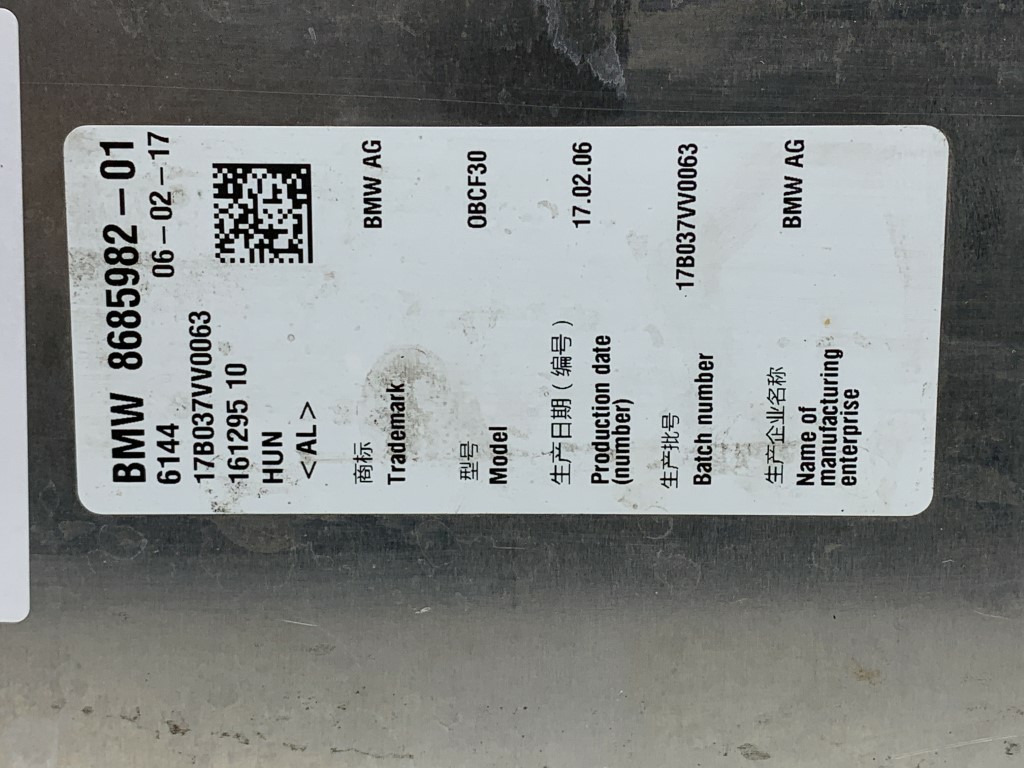 BMW 8685982-01
6144 06-02-17
17B037VV0063
161295 10
HUN
<AL>
商标 BMW AG
Trademark
型号 OBCF30
Model
生产日期(编号) 17.02.06
Production date
(number)
生产批号 17B037VV0063
Batch number
生产企业名称 BMW AG
Name of
manufacturing
enterprise